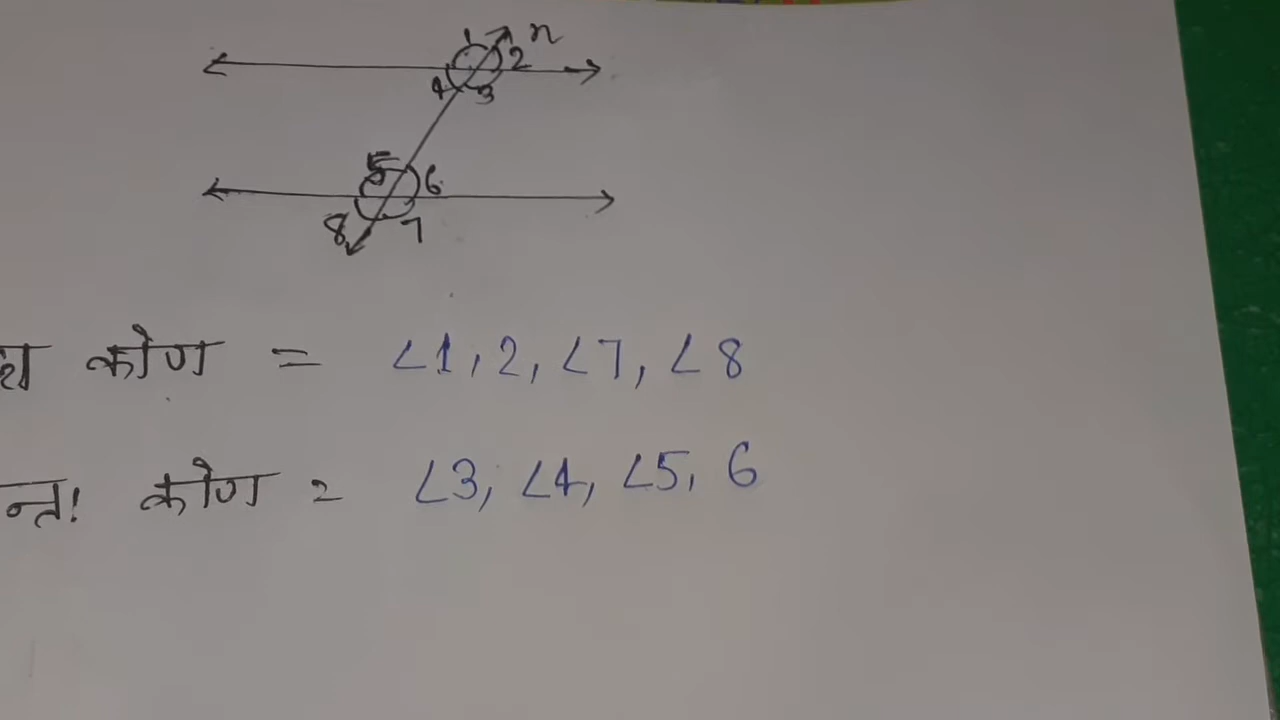 1 n
2
4 3
5 6
8 7
कोण = ∠1, 2, ∠7, ∠8
न्तः कोण = ∠3, ∠4, ∠5, 6